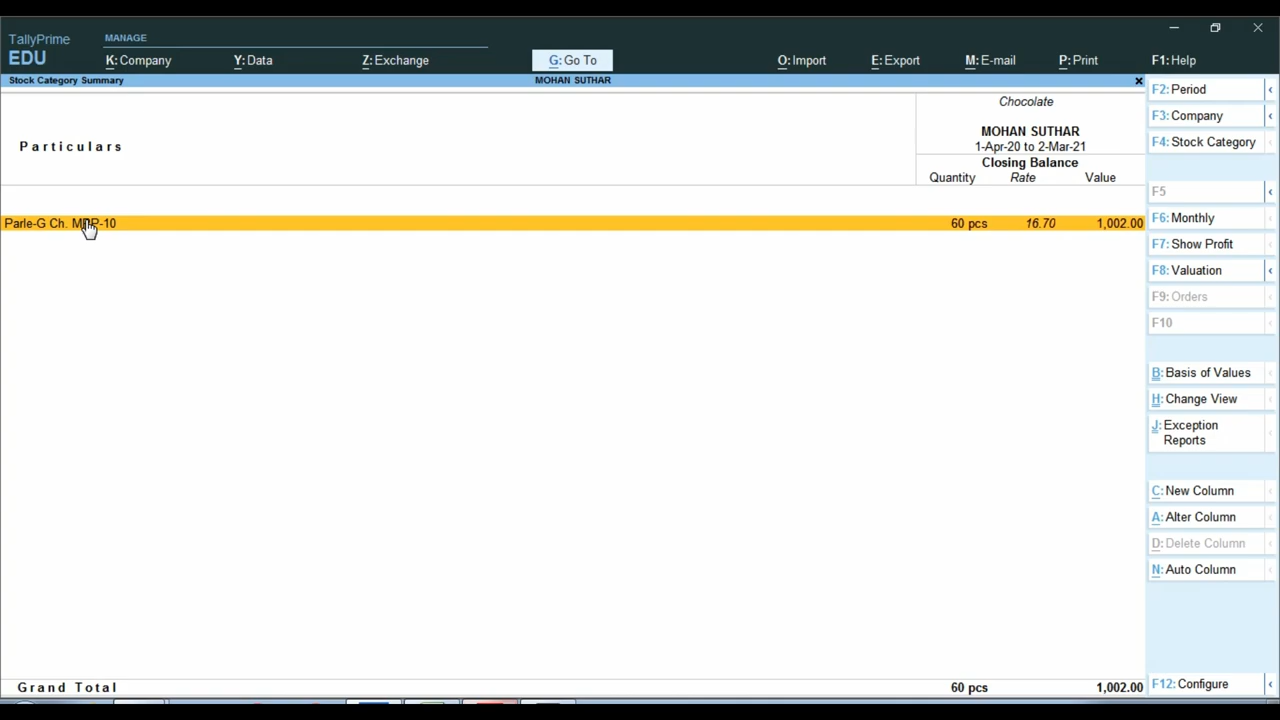 TallyPrime
EDU
MANAGE
K: Company
Y: Data
Z: Exchange
G: Go To
O: Import
E: Export
M: E-mail
P: Print
F1: Help
Stock Category Summary
MOHAN SUTHAR
Particulars
Chocolate
MOHAN SUTHAR
1-Apr-20 to 2-Mar-21
Closing Balance
Quantity Rate Value
Parle-G Ch. MRP-10 60 pcs 16.70 1,002.00
Grand Total 60 pcs 1,002.00
F2: Period
F3: Company
F4: Stock Category
F5
F6: Monthly
F7: Show Profit
F8: Valuation
F9: Orders
F10
B: Basis of Values
H: Change View
J: Exception
Reports
C: New Column
A: Alter Column
D: Delete Column
N: Auto Column
F12: Configure